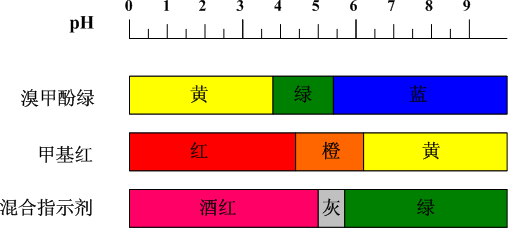 pH 0 1 2 3 4 5 6 7 8 9
溴甲酚绿 黄 绿 蓝
甲基红 红 橙 黄
混合指示剂 酒红 灰 绿